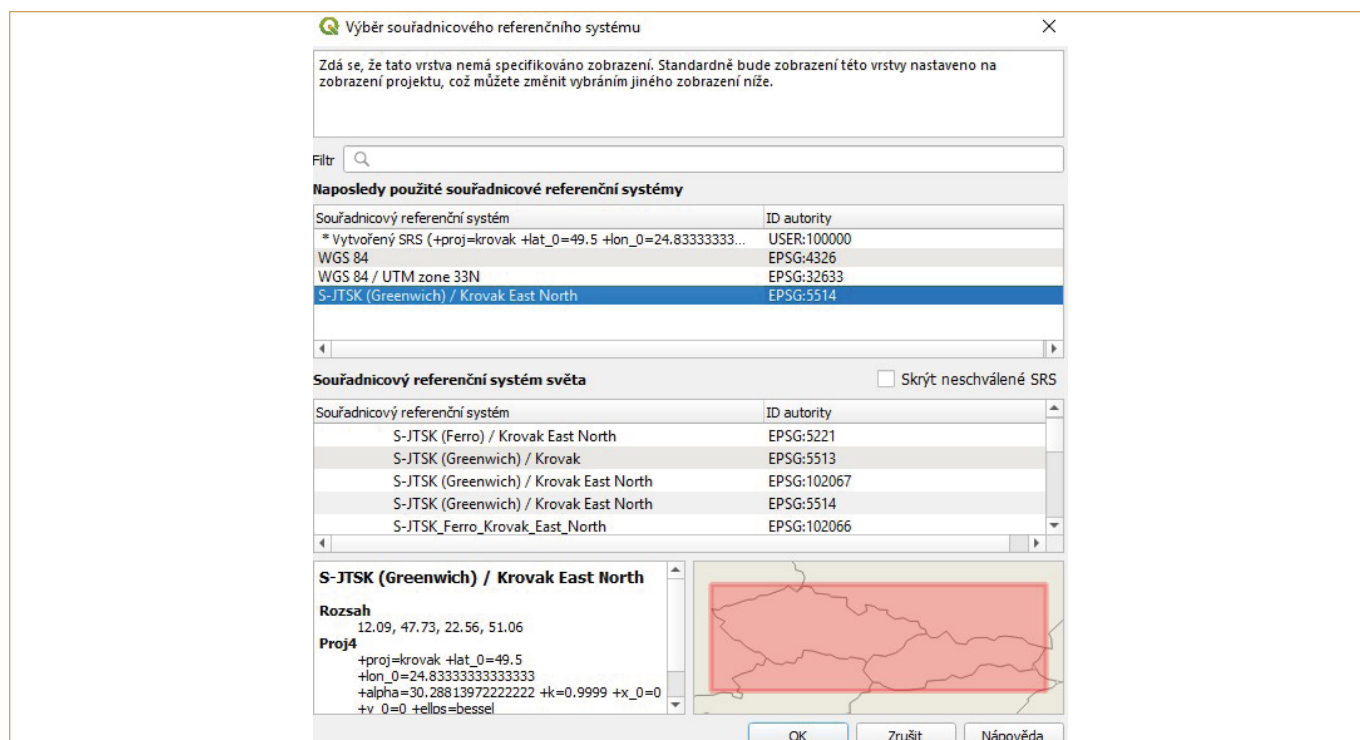 Výběr souřadnicového referenčního systému
Zdá se, že tato vrstva nemá specifikováno zobrazení. Standardně bude zobrazení této vrstvy nastaveno na
zobrazení projektu, což můžete změnit vybráním jiného zobrazení níže.
Filtr
Naposledy použité souřadnicové referenční systémy
Souřadnicový referenční systém ID autority
* Vytvořený SRS (+proj=krovak +lat_0=49.5 +lon_0=24.83333333... USER:100000
WGS 84 EPSG:4326
WGS 84 / UTM zone 33N EPSG:32633
S-JTSK (Greenwich) / Krovak East North EPSG:5514
Souřadnicový referenční systém světa Skrýt neschválené SRS
Souřadnicový referenční systém ID autority
S-JTSK (Ferro) / Krovak East North EPSG:5221
S-JTSK (Greenwich) / Krovak EPSG:5513
S-JTSK (Greenwich) / Krovak East North EPSG:102067
S-JTSK (Greenwich) / Krovak East North EPSG:5514
S-JTSK_Ferro_Krovak_East_North EPSG:102066
S-JTSK (Greenwich) / Krovak East North
Rozsah
12.09, 47.73, 22.56, 51.06
Proj4
+proj=krovak +lat_0=49.5
+lon_0=24.83333333333333
+alpha=30.28813972222222 +k=0.9999 +x_0=0
+y_0=0 +ellps=bessel
OK Zrušit Nápověda